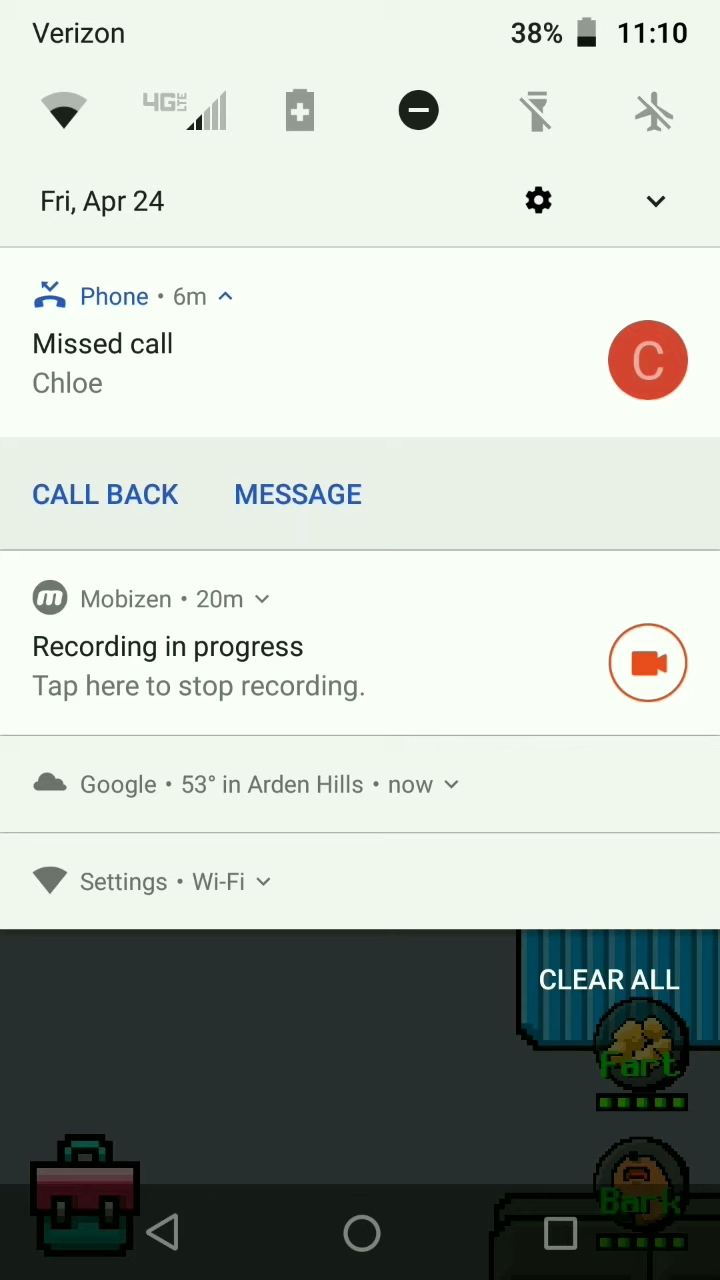 Verizon 38% 11:10
4G LTE
Fri, Apr 24
Phone • 6m
Missed call
Chloe
C
CALL BACK MESSAGE
m Mobizen • 20m
Recording in progress
Tap here to stop recording.
Google • 53° in Arden Hills • now
Settings • Wi-Fi
CLEAR ALL
Fart
Bark